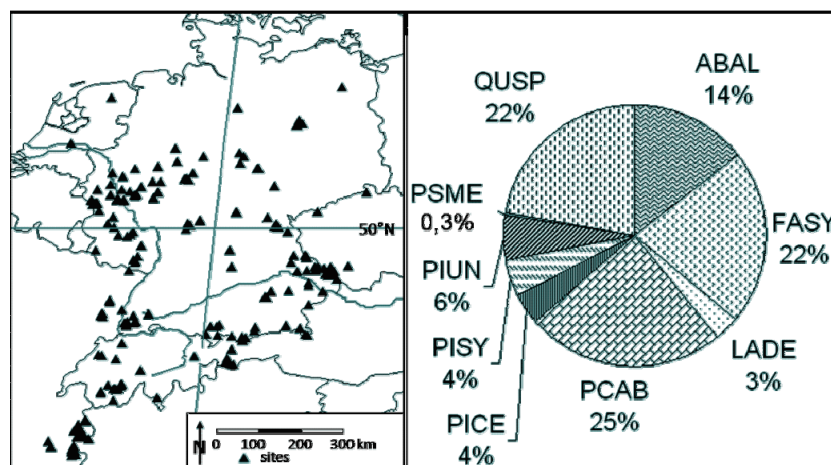 50°N
N
0 100 200 300 km
sites
QUSP
22%
ABAL
14%
PSME
0,3%
FASY
22%
PIUN
6%
PISY
4%
LADE
3%
PCAB
25%
PICE
4%